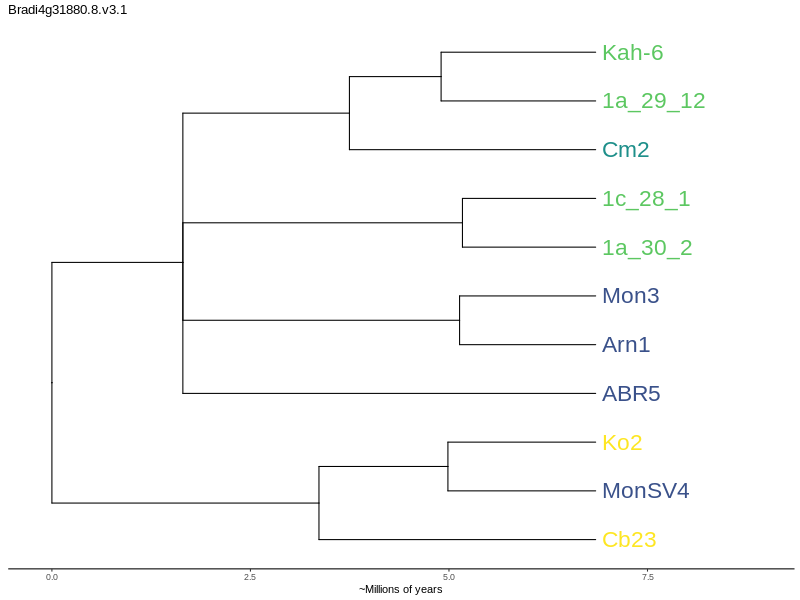 Bradi4g31880.8.v3.1
Kah-6
1a_29_12
Cm2
1c_28_1
1a_30_2
Mon3
Arn1
ABR5
Ko2
MonSV4
Cb23
0.0 2.5 5.0 7.5
~Millions of years